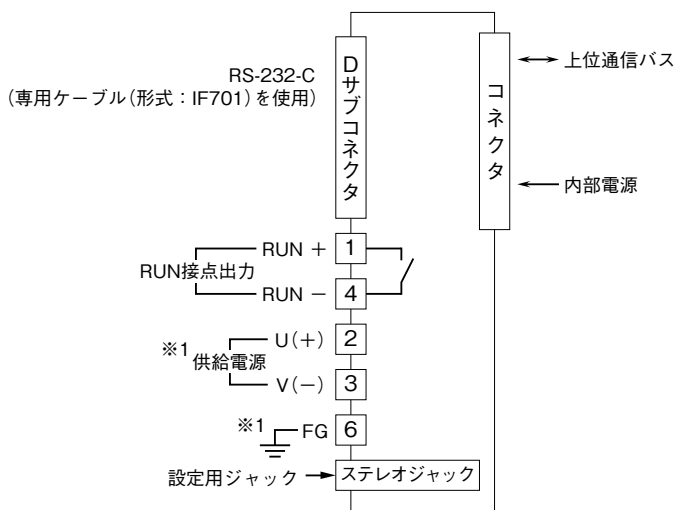 RS-232-C
(専用ケーブル(形式：IF701)を使用)
Dサブコネクタ
コネクタ
上位通信バス
内部電源
RUN接点出力
RUN +
1
RUN −
4
※1
供給電源
U(+)
2
V(−)
3
※1
FG
6
設定用ジャック
ステレオジャック